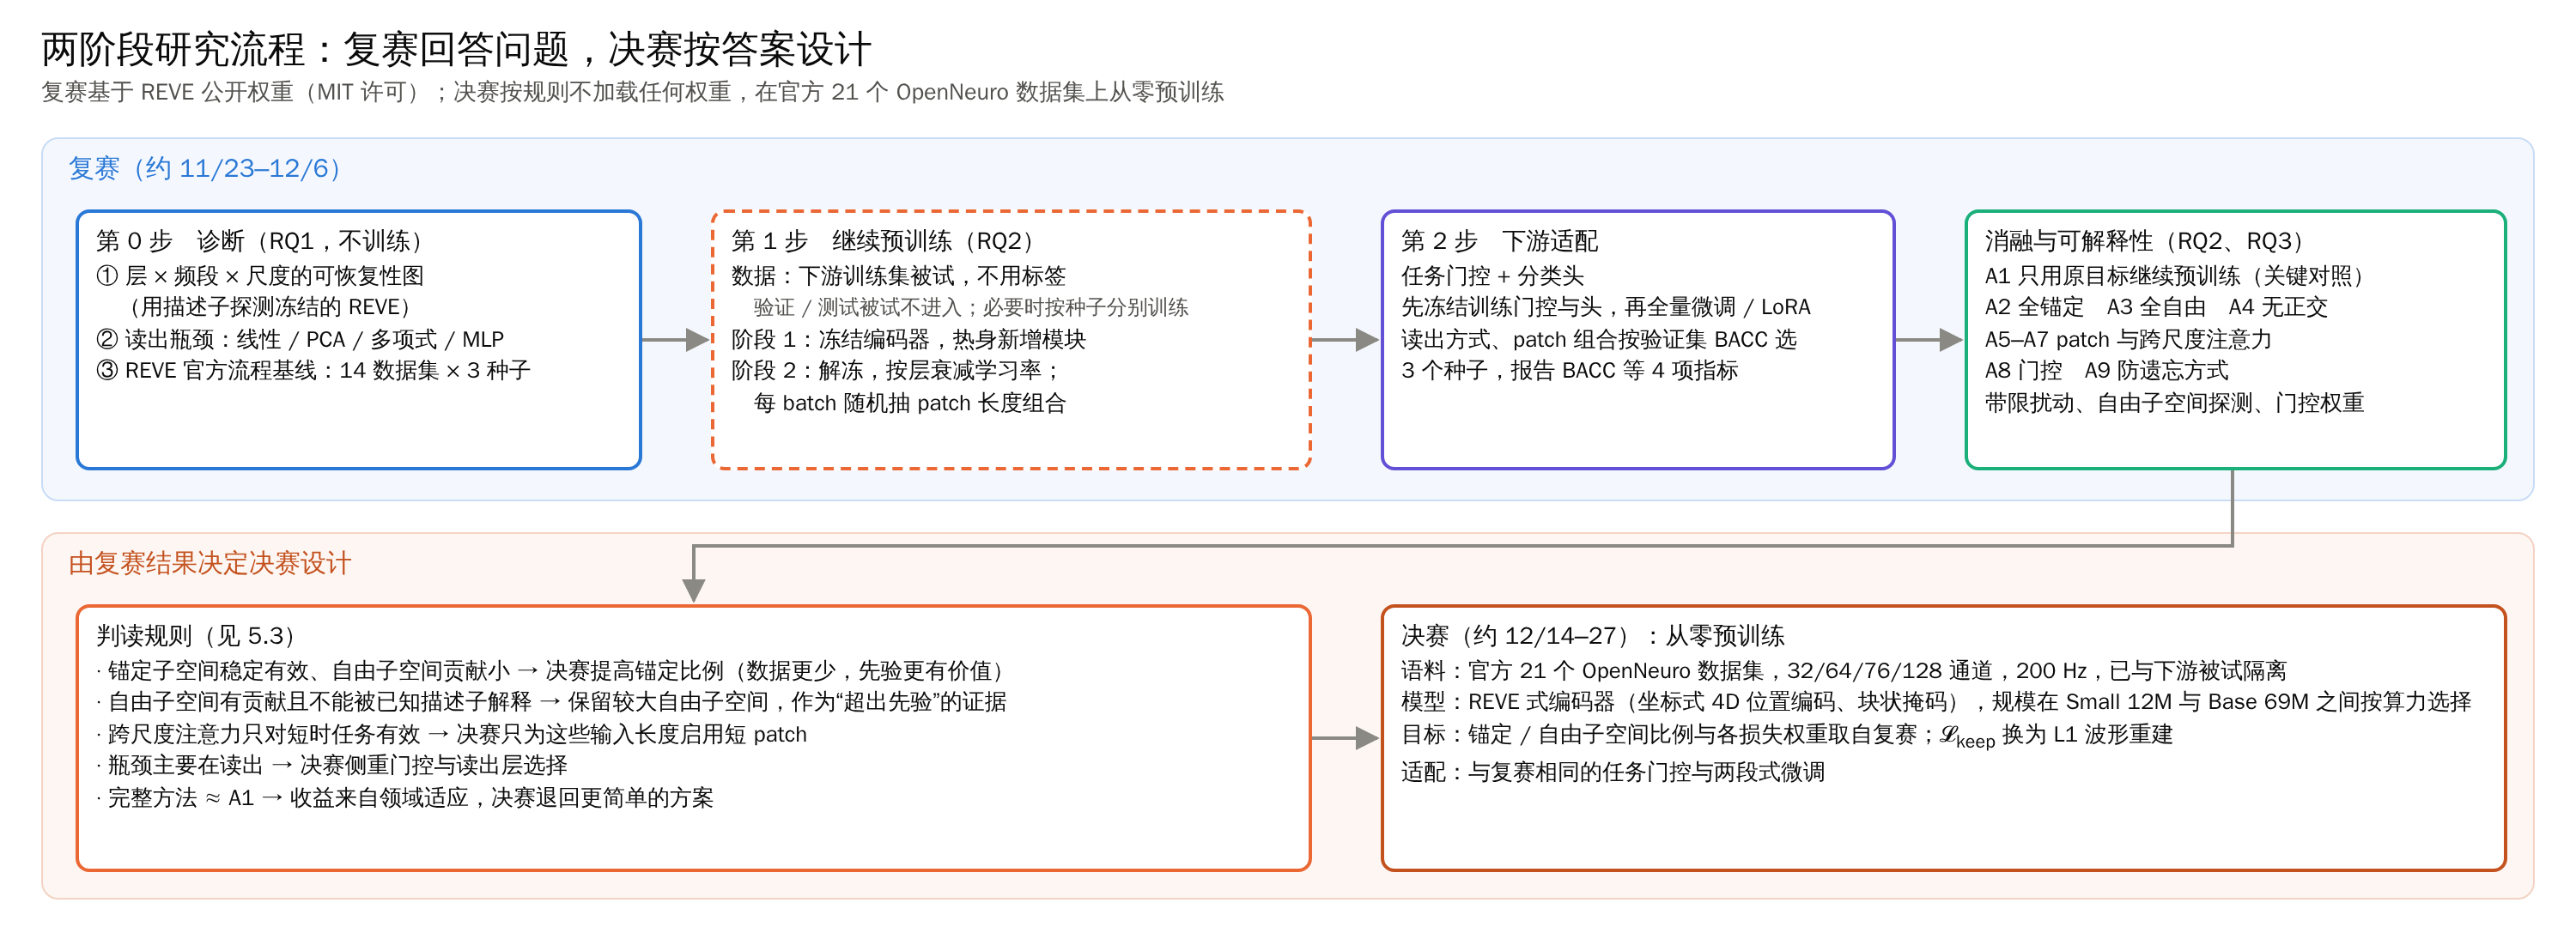 两阶段研究流程：复赛回答问题，决赛按答案设计
复赛基于 REVE 公开权重（MIT 许可）；决赛按规则不加载任何权重，在官方 21 个 OpenNeuro 数据集上从零预训练
复赛（约 11/23–12/6）
第 0 步　诊断（RQ1，不训练）
① 层 × 频段 × 尺度的可恢复性图
（用描述子探测冻结的 REVE）
② 读出瓶颈：线性 / PCA / 多项式 / MLP
③ REVE 官方流程基线：14 数据集 × 3 种子
第 1 步　继续预训练（RQ2）
数据：下游训练集被试，不用标签
验证 / 测试被试不进入；必要时按种子分别训练
阶段 1：冻结编码器，热身新增模块
阶段 2：解冻，按层衰减学习率；
每 batch 随机抽 patch 长度组合
第 2 步　下游适配
任务门控 + 分类头
先冻结训练门控与头，再全量微调 / LoRA
读出方式、patch 组合按验证集 BACC 选
3 个种子，报告 BACC 等 4 项指标
消融与可解释性（RQ2、RQ3）
A1 只用原目标继续预训练（关键对照）
A2 全锚定　A3 全自由　A4 无正交
A5–A7 patch 与跨尺度注意力
A8 门控　A9 防遗忘方式
带限扰动、自由子空间探测、门控权重
由复赛结果决定决赛设计
判读规则（见 5.3）
· 锚定子空间稳定有效、自由子空间贡献小 → 决赛提高锚定比例（数据更少，先验更有价值）
· 自由子空间有贡献且不能被已知描述子解释 → 保留较大自由子空间，作为“超出先验”的证据
· 跨尺度注意力只对短时任务有效 → 决赛只为这些输入长度启用短 patch
· 瓶颈主要在读出 → 决赛侧重门控与读出层选择
· 完整方法 ≈ A1 → 收益来自领域适应，决赛退回更简单的方案
决赛（约 12/14–27）：从零预训练
语料：官方 21 个 OpenNeuro 数据集，32/64/76/128 通道，200 Hz，已与下游被试隔离
模型：REVE 式编码器（坐标式 4D 位置编码、块状掩码），规模在 Small 12M 与 Base 69M 之间按算力选择
目标：锚定 / 自由子空间比例与各损失权重取自复赛；ℒkeep 换为 L1 波形重建
适配：与复赛相同的任务门控与两段式微调